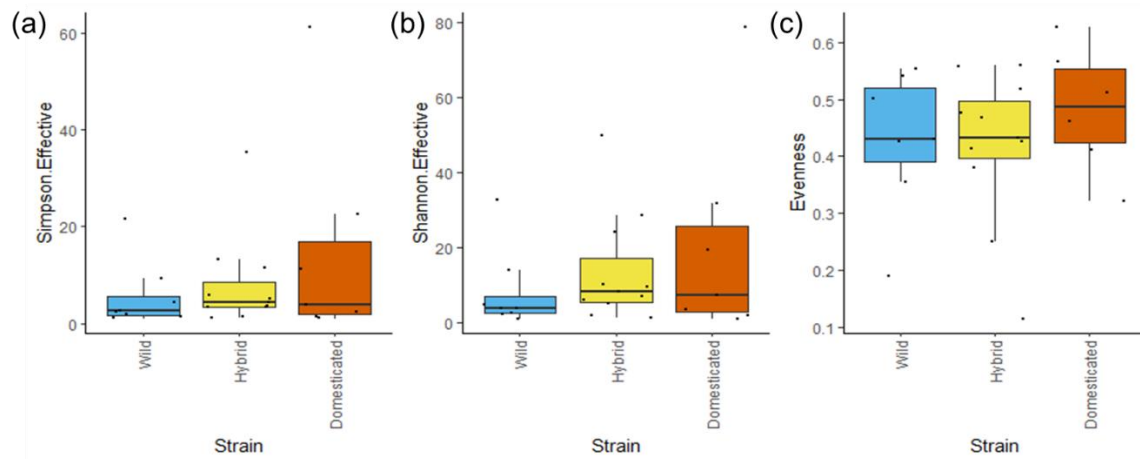 (a)
Simpson.Effective
60
40
20
0
Wild
Hybrid
Domesticated
Strain
(b)
Shannon.Effective
80
60
40
20
0
Wild
Hybrid
Domesticated
Strain
(c)
Evenness
0.6
0.5
0.4
0.3
0.2
0.1
Wild
Hybrid
Domesticated
Strain